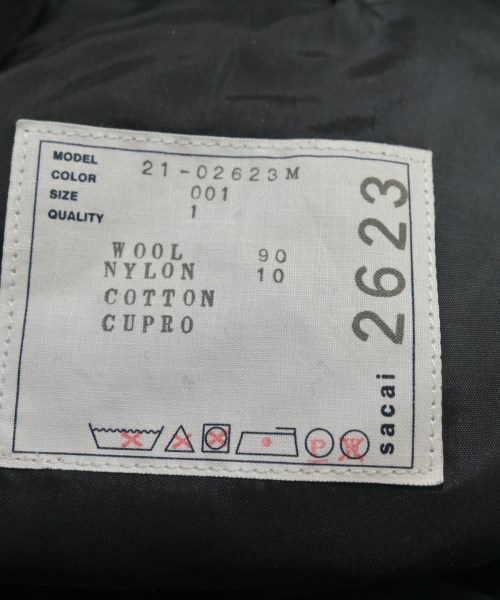 MODEL 21-02623M
COLOR 001
SIZE 1
QUALITY
WOOL 90
NYLON 10
COTTON
CUPRO
P W
sacai 2623